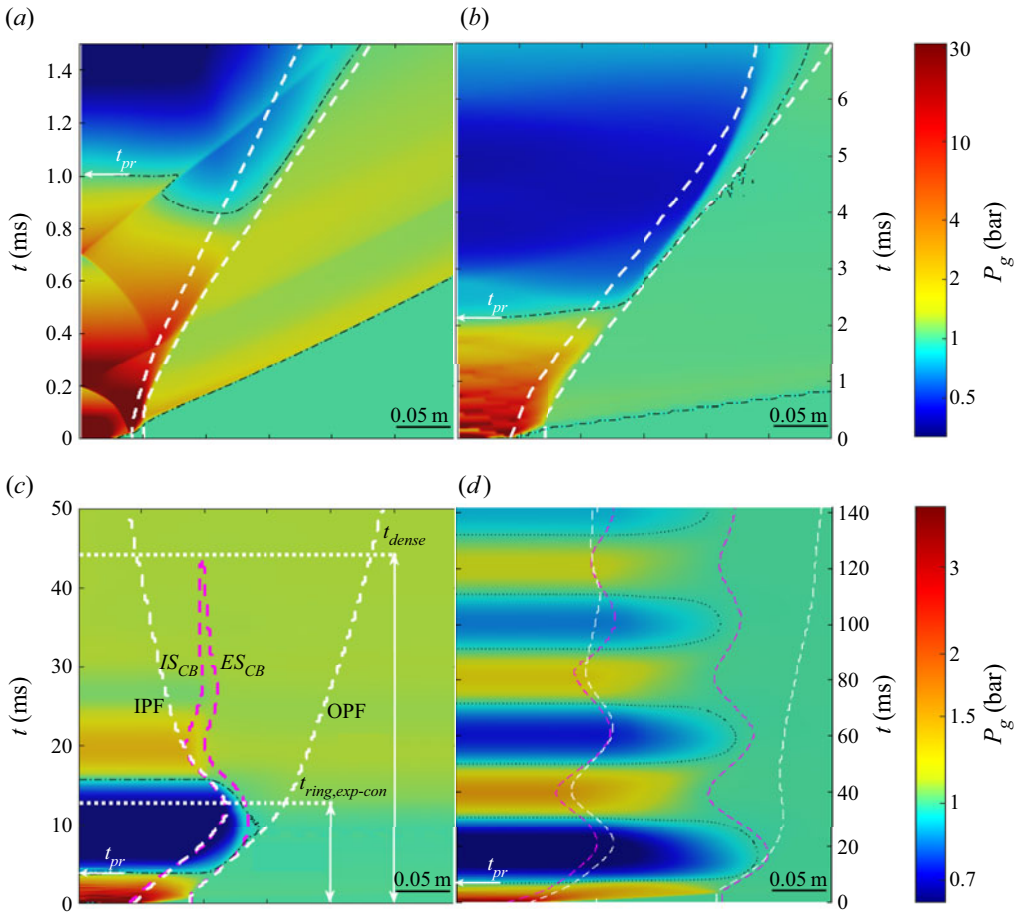 (a)
(b)
1.4
1.2
1.0
0.8
0.6
0.4
0.2
0
t (ms)
t_pr
0.05 m
6
5
4
3
2
1
0
t (ms)
t_pr
0.05 m
30
10
4
2
1
0.5
P_g (bar)
(c)
(d)
50
40
30
20
10
0
t (ms)
t_dense
IS_CB
ES_CB
IPF
OPF
t_ring,exp-con
t_pr
0.05 m
140
120
100
80
60
40
20
0
t (ms)
t_pr
0.05 m
3
2
1.5
1
0.7
P_g (bar)